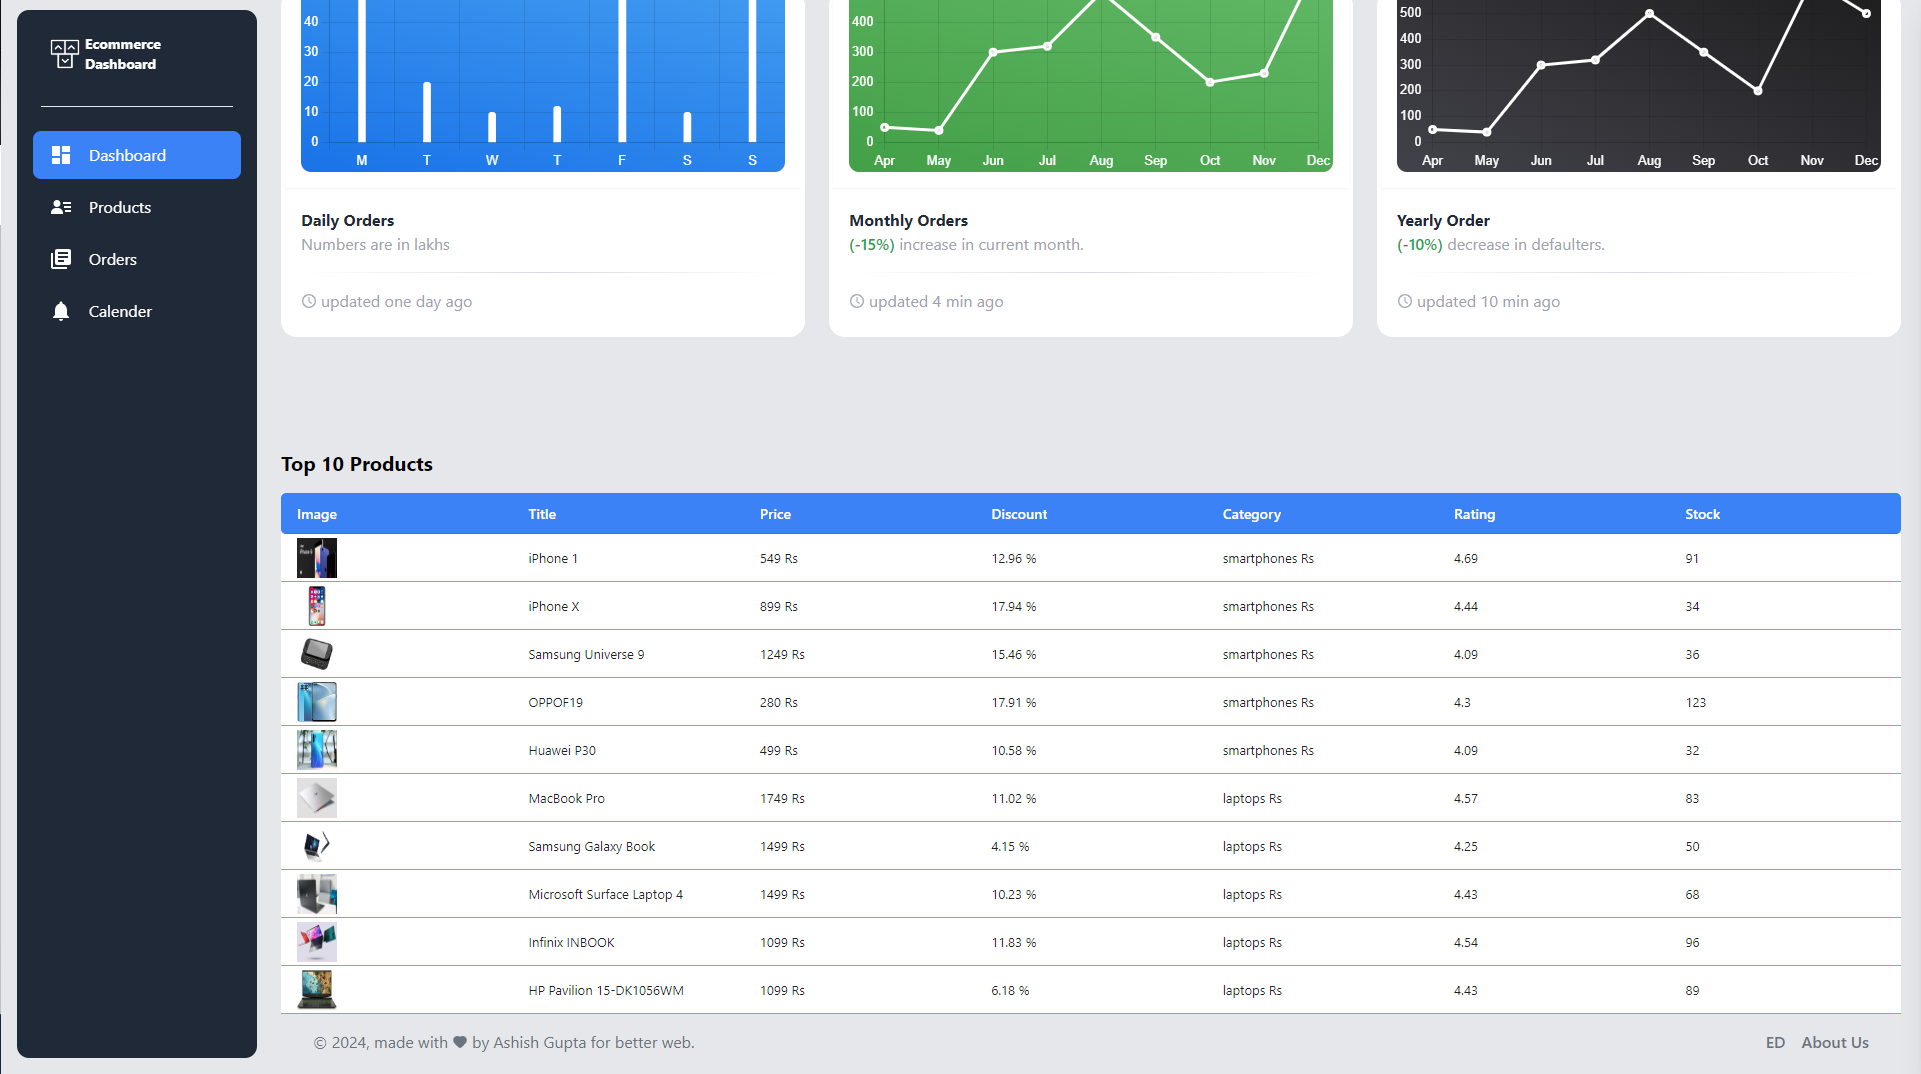 Ecommerce
Dashboard
Dashboard
Products
Orders
Calender
40
30
20
10
0
M T W T F S S
Daily Orders
Numbers are in lakhs
updated one day ago
400
300
200
100
0
Apr May Jun Jul Aug Sep Oct Nov Dec
Monthly Orders
(-15%) increase in current month.
updated 4 min ago
500
400
300
200
100
0
Apr May Jun Jul Aug Sep Oct Nov Dec
Yearly Order
(-10%) decrease in defaulters.
updated 10 min ago
Top 10 Products
Image Title Price Discount Category Rating Stock
iPhone 1 549 Rs 12.96 % smartphones Rs 4.69 91
iPhone X 899 Rs 17.94 % smartphones Rs 4.44 34
Samsung Universe 9 1249 Rs 15.46 % smartphones Rs 4.09 36
OPPOF19 280 Rs 17.91 % smartphones Rs 4.3 123
Huawei P30 499 Rs 10.58 % smartphones Rs 4.09 32
MacBook Pro 1749 Rs 11.02 % laptops Rs 4.57 83
Samsung Galaxy Book 1499 Rs 4.15 % laptops Rs 4.25 50
Microsoft Surface Laptop 4 1499 Rs 10.23 % laptops Rs 4.43 68
Infinix INBOOK 1099 Rs 11.83 % laptops Rs 4.54 96
HP Pavilion 15-DK1056WM 1099 Rs 6.18 % laptops Rs 4.43 89
© 2024, made with by Ashish Gupta for better web.
ED About Us